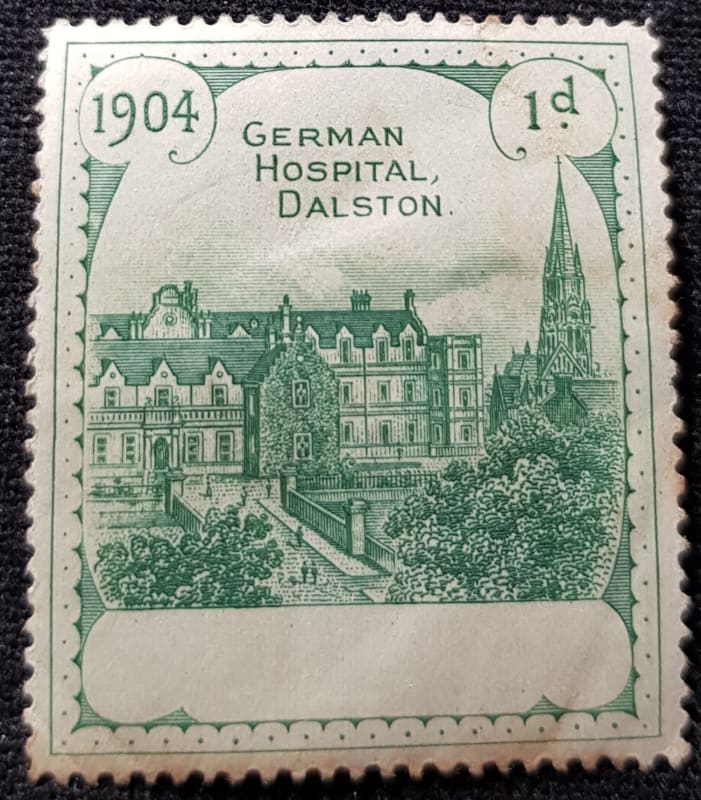 1904
1d.
GERMAN
HOSPITAL,
DALSTON.